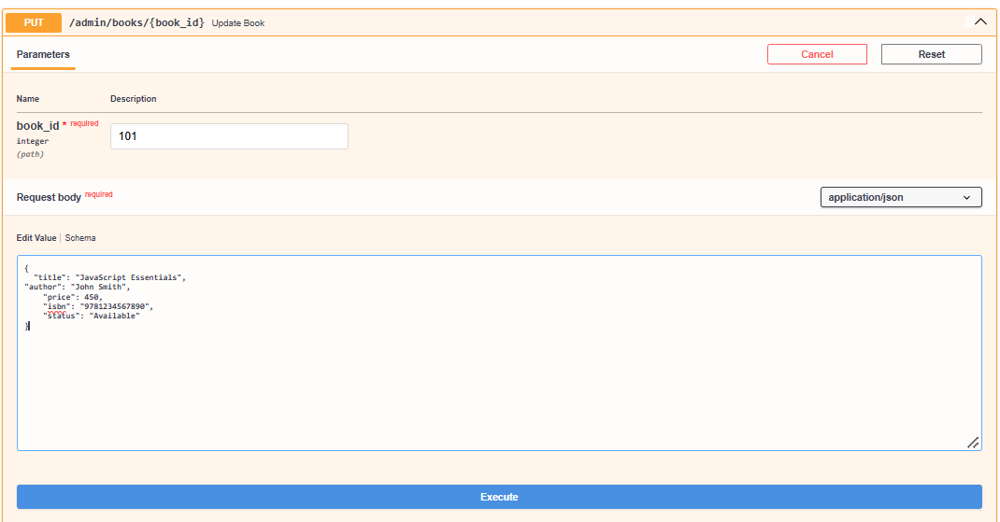 PUT /admin/books/{book_id} Update Book
Parameters Cancel Reset
Name Description
book_id * required 101
integer
(path)
Request body required application/json
Edit Value | Schema
{
  "title": "JavaScript Essentials",
"author": "John Smith",
    "price": 450,
    "isbn": "9781234567890",
    "status": "Available"
}
Execute